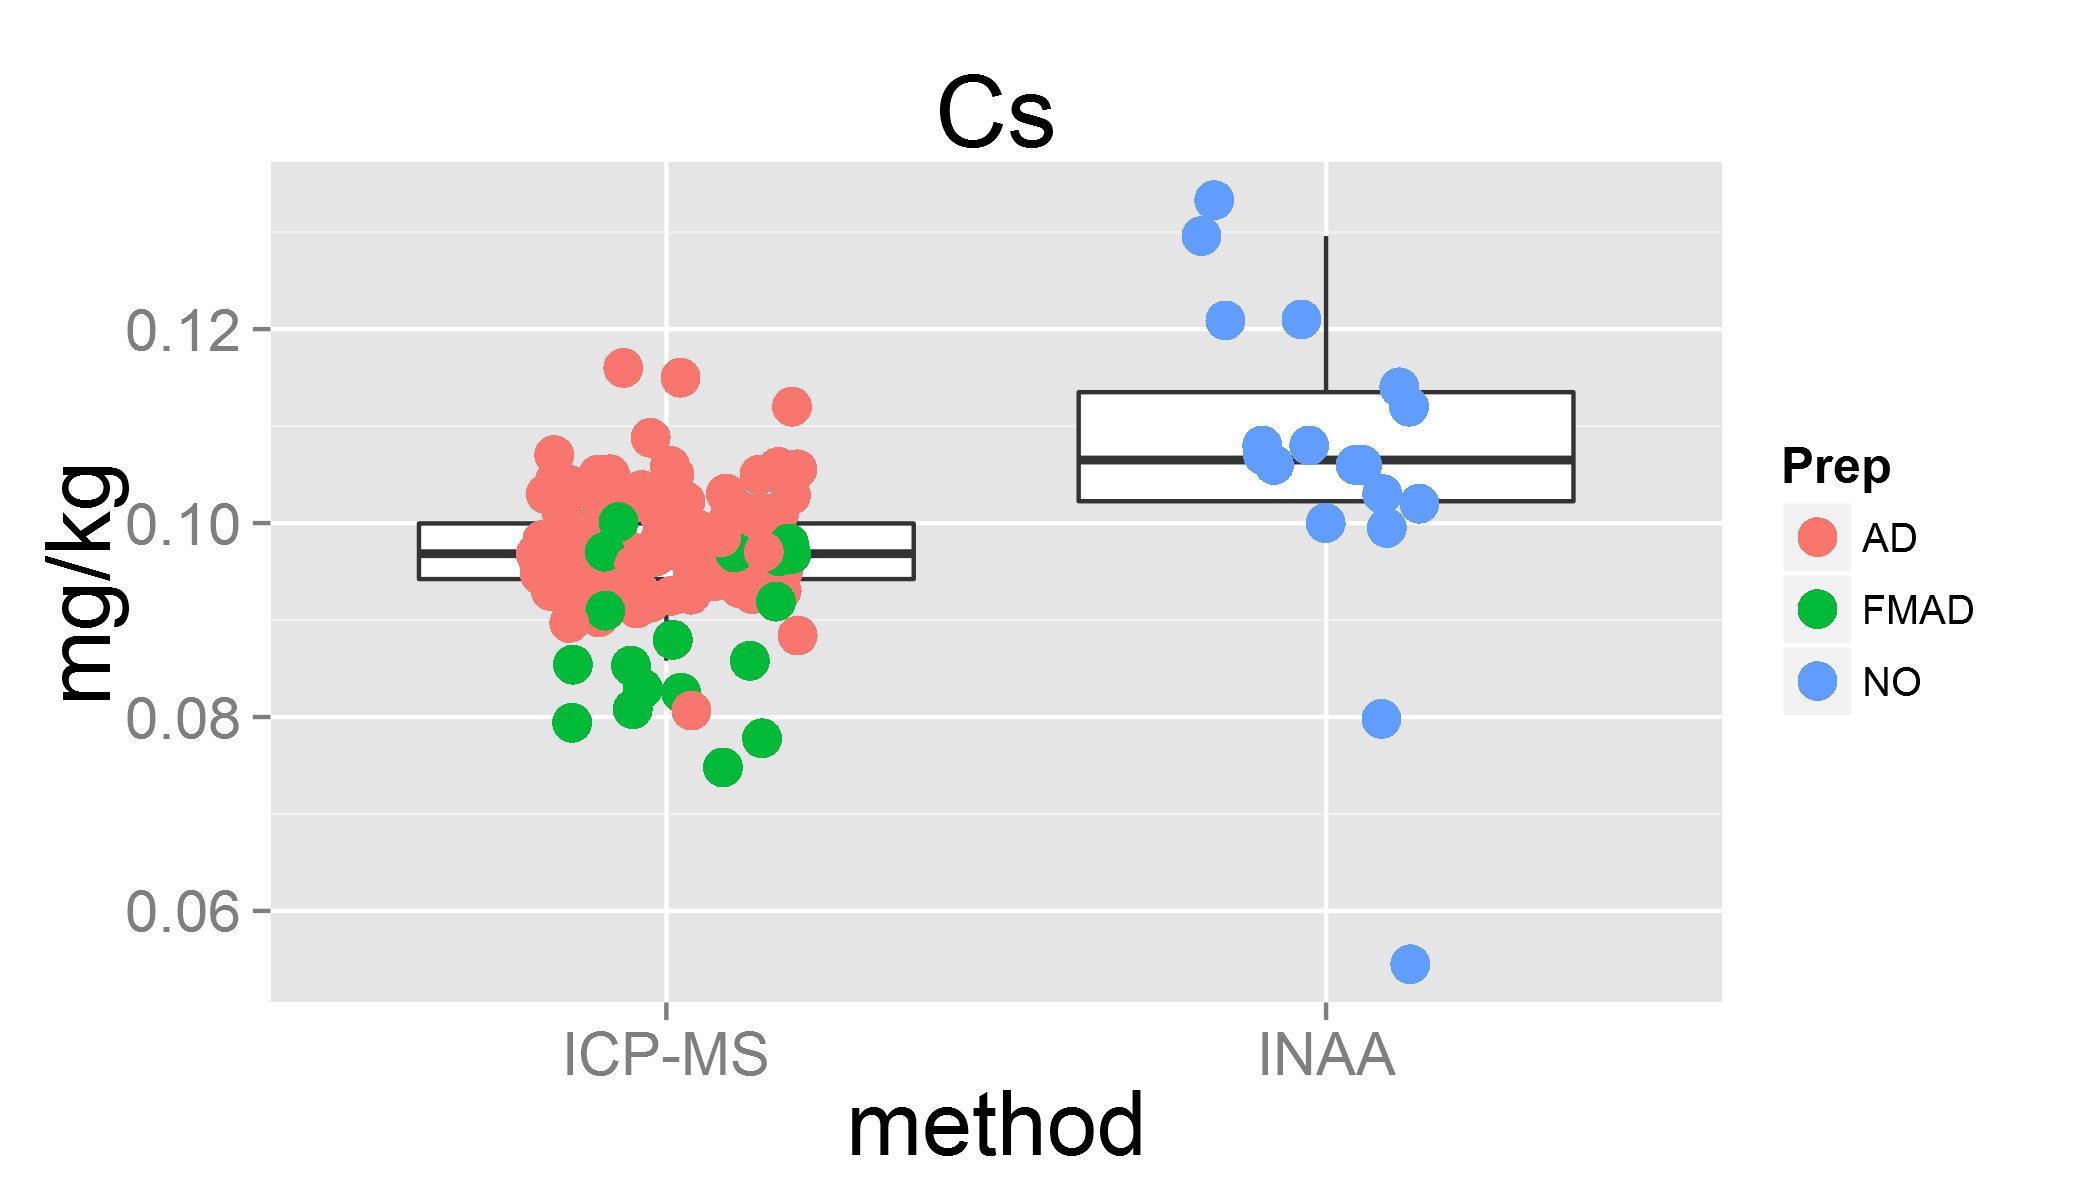 Cs
mg/kg
0.12
0.10
0.08
0.06
ICP-MS
INAA
method
Prep
AD
FMAD
NO